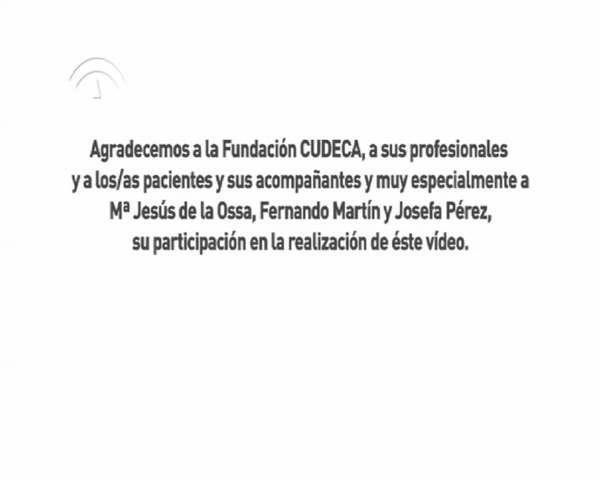 Agradecemos a la Fundación CUDECA, a sus profesionales
y a los/as pacientes y sus acompañantes y muy especialmente a
Mª Jesús de la Ossa, Fernando Martín y Josefa Pérez,
su participación en la realización de éste vídeo.